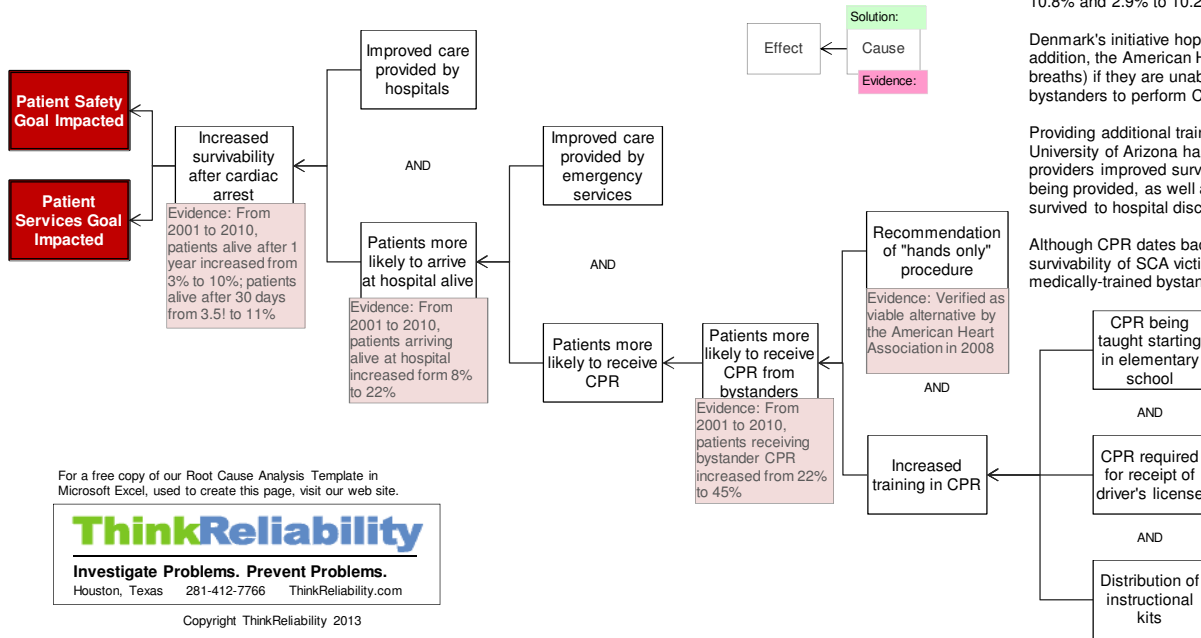 10.8% and 2.9% to 10.2
Denmark's initiative hop
addition, the American H
breaths) if they are unab
bystanders to perform C
Providing additional train
University of Arizona ha
providers improved surv
being provided, as well a
survived to hospital disc
Although CPR dates bac
survivability of SCA victi
medically-trained bystan
Solution:
Effect
Cause
Evidence:
Patient Safety
Goal Impacted
Patient
Services Goal
Impacted
Increased
survivability
after cardiac
arrest
Evidence: From
2001 to 2010,
patients alive after 1
year increased from
3% to 10%; patients
alive after 30 days
from 3.5! to 11%
Improved care
provided by
hospitals
AND
Patients more
likely to arrive
at hospital alive
Evidence: From
2001 to 2010,
patients arriving
alive at hospital
increased form 8%
to 22%
Improved care
provided by
emergency
services
AND
Patients more
likely to receive
CPR
Patients more
likely to receive
CPR from
bystanders
Evidence: From
2001 to 2010,
patients receiving
bystander CPR
increased from 22%
to 45%
Recommendation
of "hands only"
procedure
Evidence: Verified as
viable alternative by
the American Heart
Association in 2008
AND
Increased
training in CPR
CPR being
taught starting
in elementary
school
AND
CPR required
for receipt of
driver's license
AND
Distribution of
instructional
kits
For a free copy of our Root Cause Analysis Template in
Microsoft Excel, used to create this page, visit our web site.
ThinkReliability
Investigate Problems. Prevent Problems.
Houston, Texas 281-412-7766 ThinkReliability.com
Copyright ThinkReliability 2013